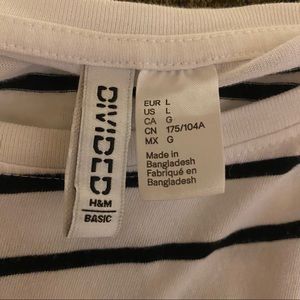 DIVIDED
H&M
BASIC
EUR L
US L
CA G
CN 175/104A
MX G
Made in
Bangladesh
Fabriqué en
Bangladesh